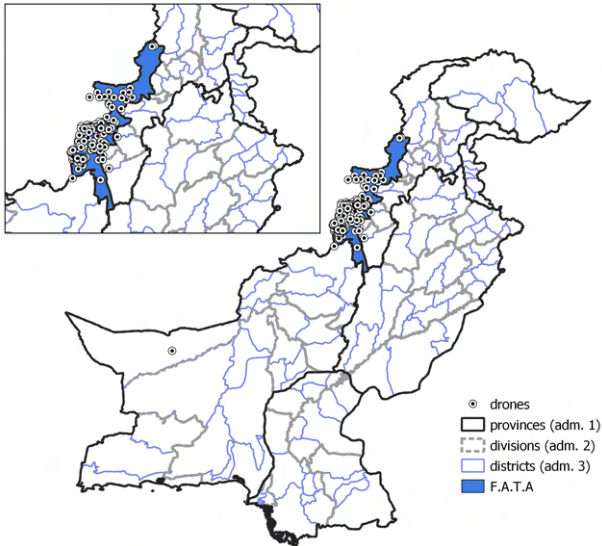 drones
provinces (adm. 1)
divisions (adm. 2)
districts (adm. 3)
F.A.T.A